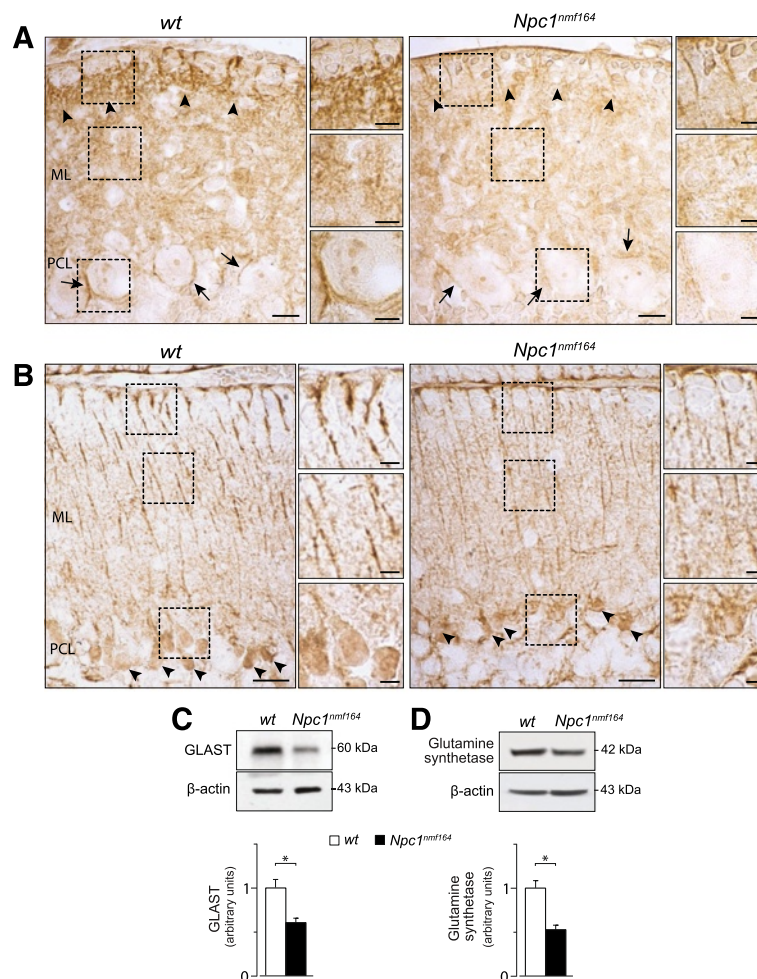 A
wt
Npc1nmf164
ML
PCL
B
wt
Npc1nmf164
ML
PCL
C
wt Npc1nmf164
GLAST
60 kDa
β-actin
43 kDa
D
wt Npc1nmf164
Glutamine
synthetase
42 kDa
β-actin
43 kDa
wt Npc1nmf164
GLAST
(arbitrary units)
1
0
*
Glutamine
synthetase
(arbitrary units)
1
0
*